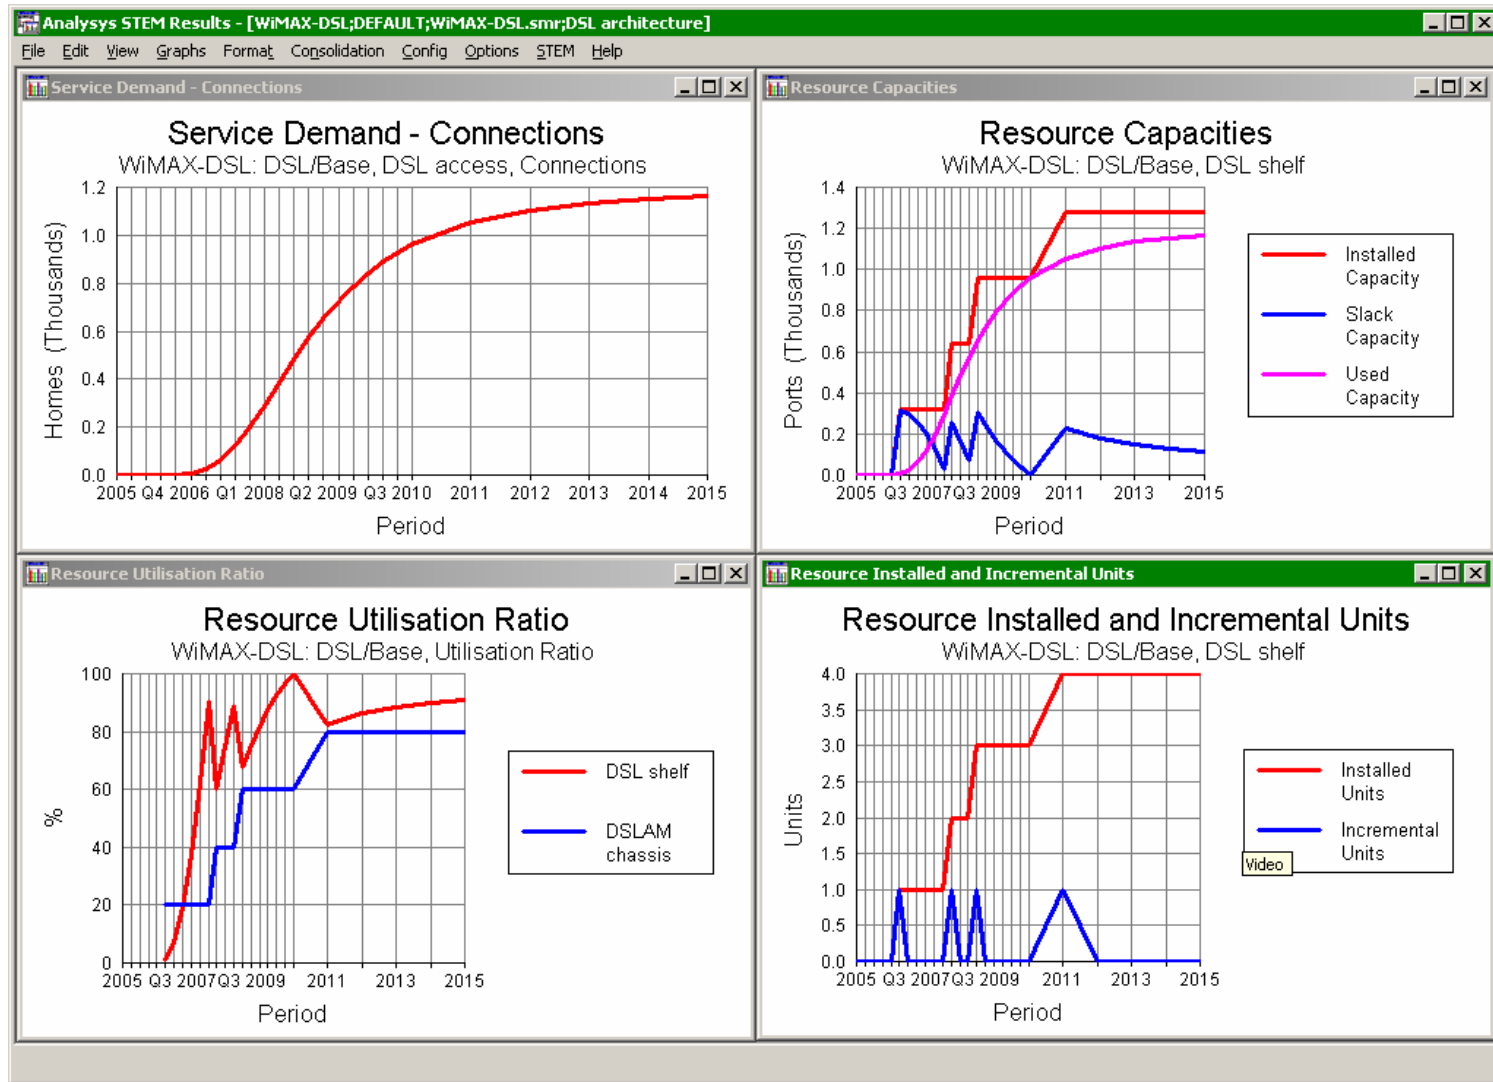 Analysys STEM Results - [WiMAX-DSL;DEFAULT;WiMAX-DSL.smr;DSL architecture]
File Edit View Graphs Format Consolidation Config Options STEM Help
Service Demand - Connections
Service Demand - Connections
WiMAX-DSL: DSL/Base, DSL access, Connections
1.2
1.0
0.8
0.6
0.4
0.2
0.0
Homes (Thousands)
2005 Q4 2006 Q1 2008 Q2 2009 Q3 2010 2011 2012 2013 2014 2015
Period
Resource Capacities
Resource Capacities
WiMAX-DSL: DSL/Base, DSL shelf
1.4
1.2
1.0
0.8
0.6
0.4
0.2
0.0
Ports (Thousands)
2005 Q3 2007 Q3 2009 2011 2013 2015
Period
Installed
Capacity
Slack
Capacity
Used
Capacity
Resource Utilisation Ratio
Resource Utilisation Ratio
WiMAX-DSL: DSL/Base, Utilisation Ratio
100
80
60
40
20
0
%
2005 Q3 2007 Q3 2009 2011 2013 2015
Period
DSL shelf
DSLAM
chassis
Resource Installed and Incremental Units
Resource Installed and Incremental Units
WiMAX-DSL: DSL/Base, DSL shelf
4.0
3.5
3.0
2.5
2.0
1.5
1.0
0.5
0.0
Units
2005 Q3 2007 Q3 2009 2011 2013 2015
Period
Installed
Units
Incremental
Units
Video